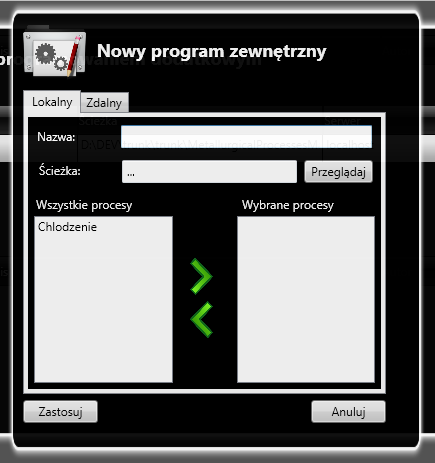 Nowy program zewnętrzny
Lokalny Zdalny
Nazwa:
Ścieżka: ... Przeglądaj
Wszystkie procesy Wybrane procesy
Chlodzenie
Zastosuj Anuluj